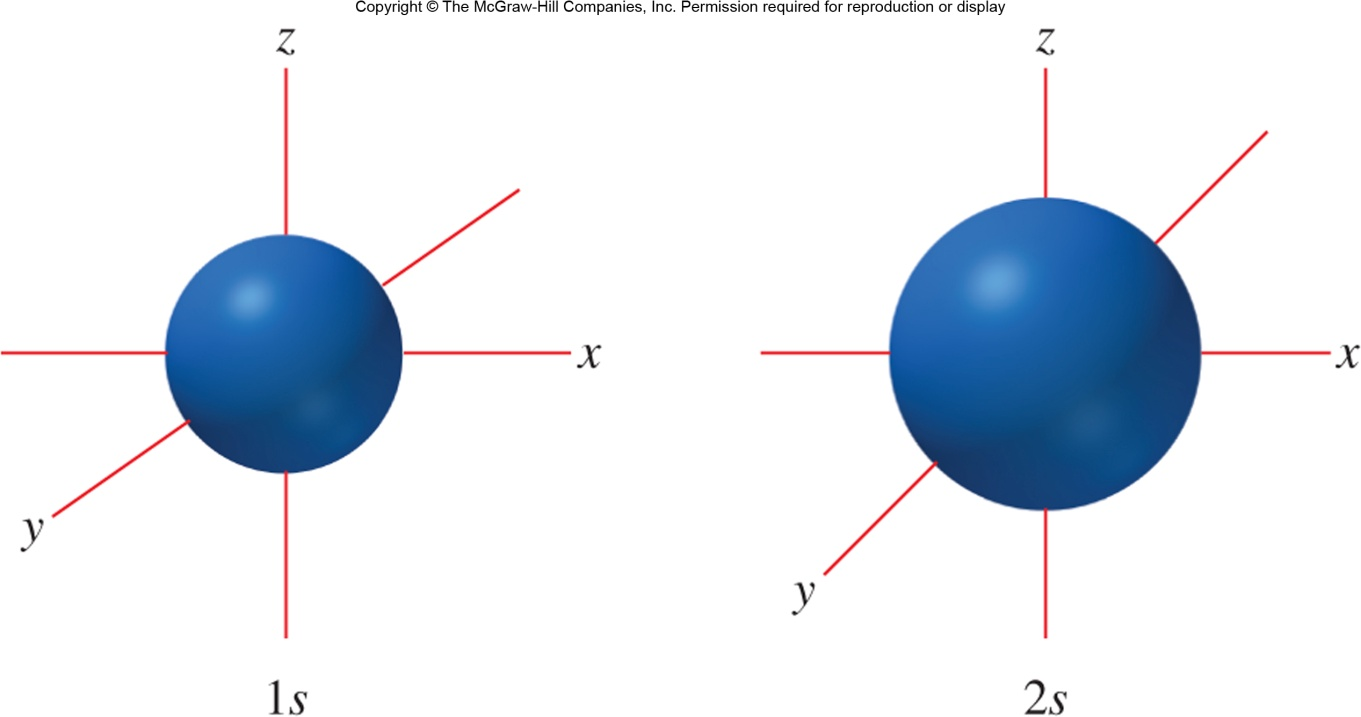 Copyright © The McGraw-Hill Companies, Inc. Permission required for reproduction or display
z
z
x
x
y
y
1s
2s